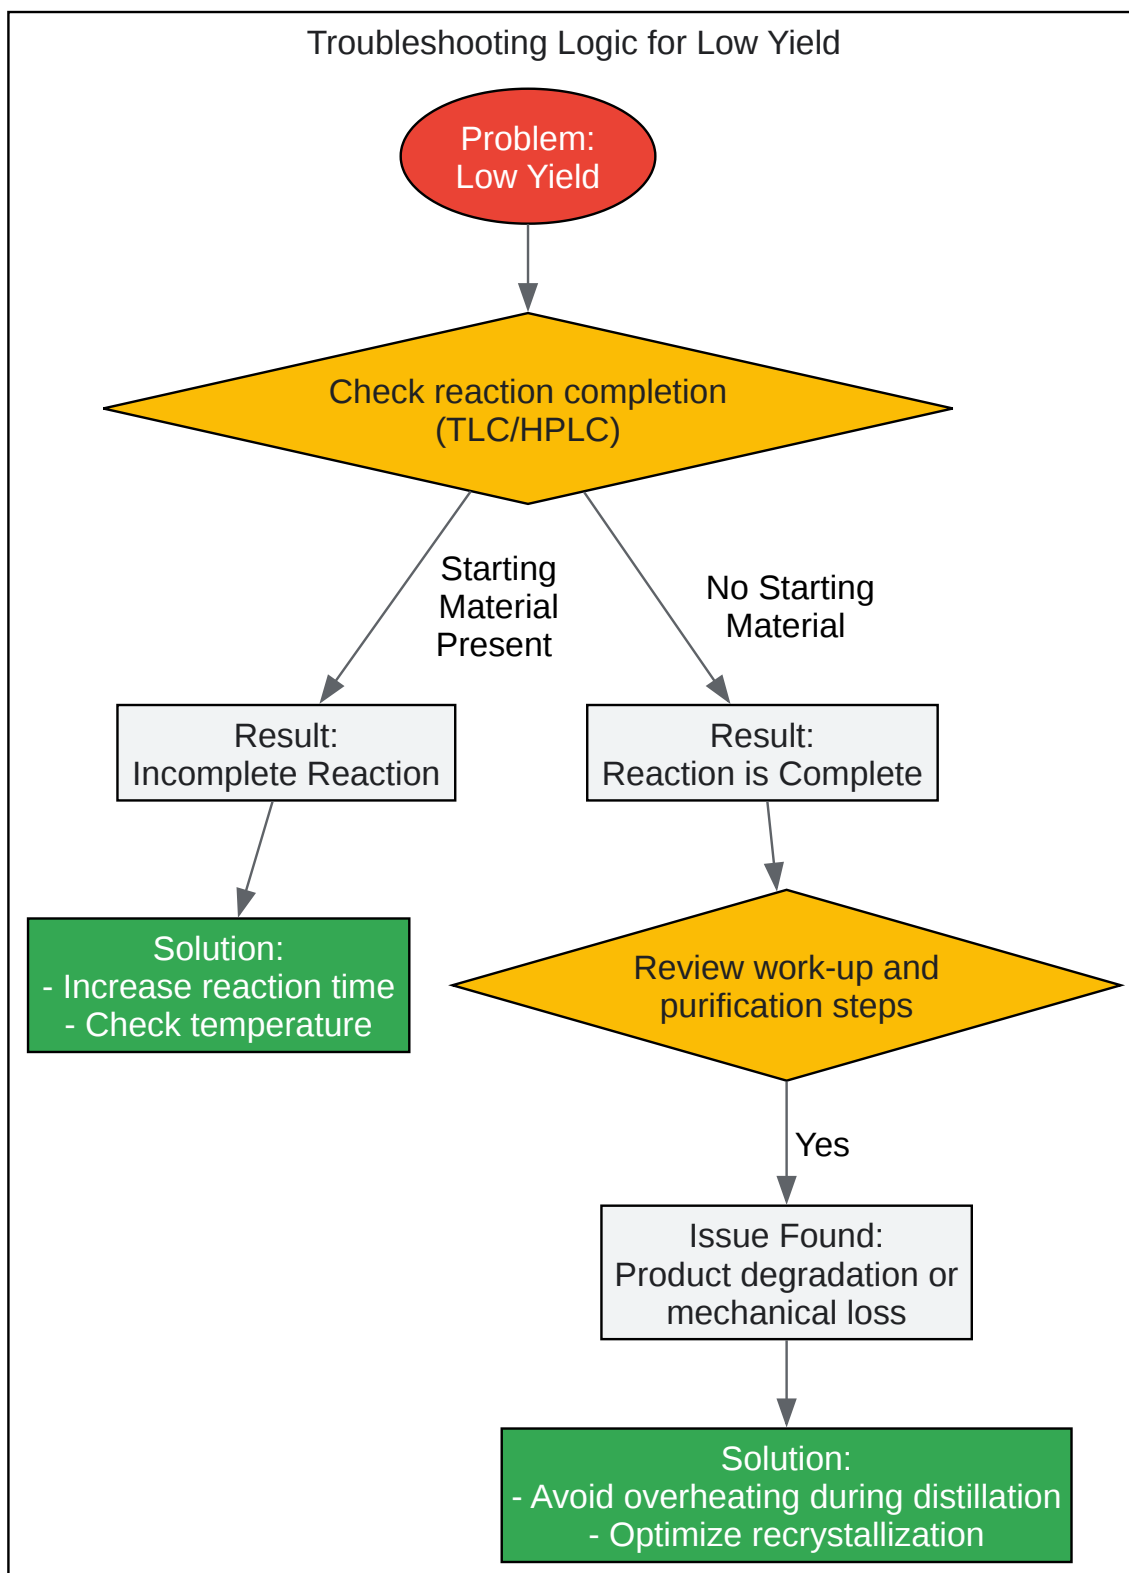 Troubleshooting Logic for Low Yield
Problem:
Low Yield
Check reaction completion
(TLC/HPLC)
Starting
Material
Present
No Starting
Material
Result:
Incomplete Reaction
Result:
Reaction is Complete
Solution:
- Increase reaction time
- Check temperature
Review work-up and
purification steps
Yes
Issue Found:
Product degradation or
mechanical loss
Solution:
- Avoid overheating during distillation
- Optimize recrystallization